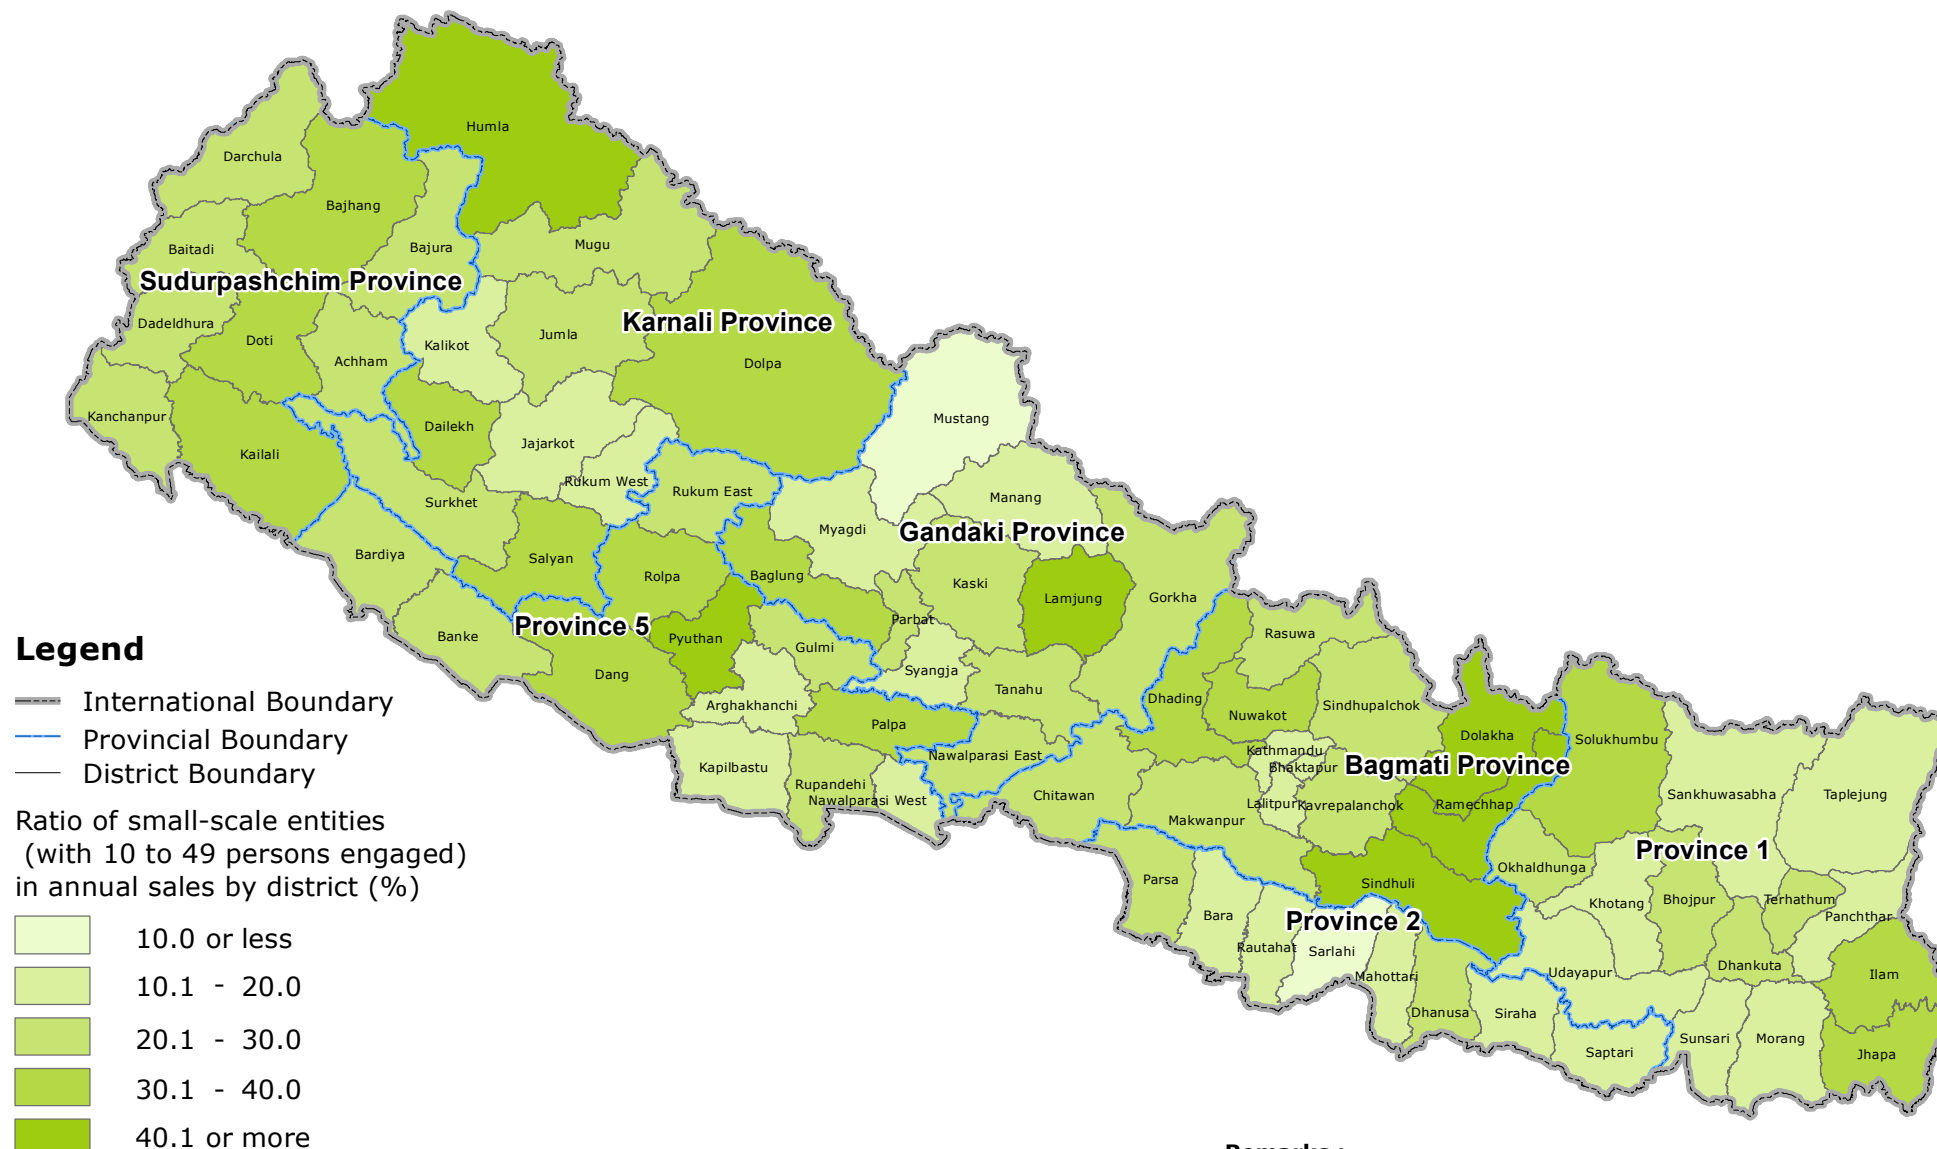 Humla
Darchula
Bajhang
Baitadi
Bajura
Mugu
Sudurpashchim Province
Dadeldhura
Doti
Achham
Kalikot
Jumla
Karnali Province
Dolpa
Kanchanpur
Kailali
Dailekh
Jajarkot
Mustang
Surkhet
Rukum West
Rukum East
Manang
Myagdi
Gandaki Province
Bardiya
Salyan
Rolpa
Baglung
Kaski
Lamjung
Gorkha
Banke
Province 5
Pyuthan
Gulmi
Parbat
Rasuwa
Dang
Syangja
Tanahu
Arghakhanchi
Palpa
Dhading
Nuwakot
Sindhupalchok
Dolakha
Solukhumbu
Kapilbastu
Rupandehi
Nawalparasi East
Nawalparasi West
Chitawan
Kathmandu
Bhaktapur
Bagmati Province
Lalitpur
Kavrepalanchok
Ramechhap
Makwanpur
Sankhuwasabha
Taplejung
Province 1
Okhaldhunga
Parsa
Sindhuli
Khotang
Bhojpur
Terhathum
Panchthar
Bara
Province 2
Rautahat
Sarlahi
Mahottari
Udayapur
Dhankuta
Ilam
Dhanusa
Siraha
Saptari
Sunsari
Morang
Jhapa
Legend
International Boundary
Provincial Boundary
District Boundary
Ratio of small-scale entities
(with 10 to 49 persons engaged)
in annual sales by district (%)
10.0 or less
10.1 - 20.0
20.1 - 30.0
30.1 - 40.0
40.1 or more
Remarks :